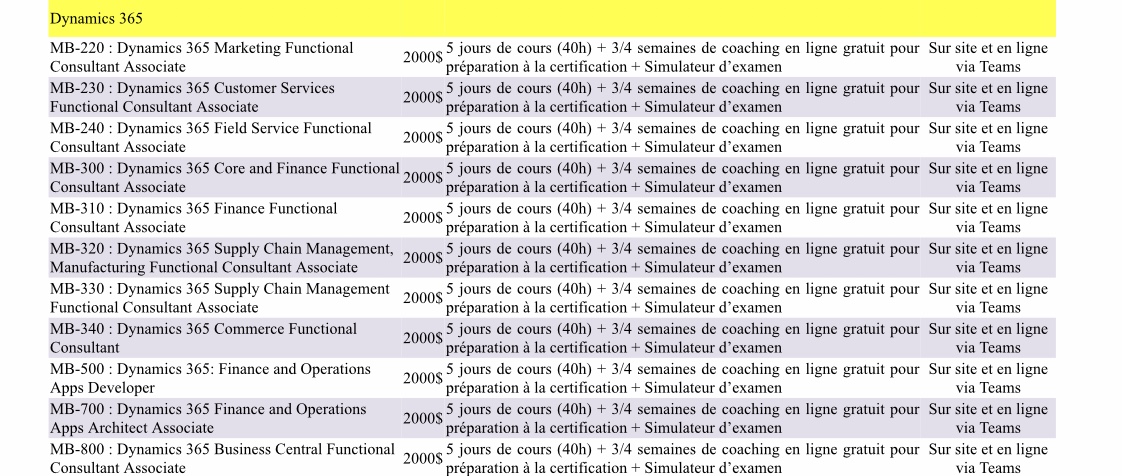 Dynamics 365
MB-220 : Dynamics 365 Marketing Functional
Consultant Associate
2000$
5 jours de cours (40h) + 3/4 semaines de coaching en ligne gratuit pour
préparation à la certification + Simulateur d’examen
Sur site et en ligne
via Teams
MB-230 : Dynamics 365 Customer Services
Functional Consultant Associate
2000$
5 jours de cours (40h) + 3/4 semaines de coaching en ligne gratuit pour
préparation à la certification + Simulateur d’examen
Sur site et en ligne
via Teams
MB-240 : Dynamics 365 Field Service Functional
Consultant Associate
2000$
5 jours de cours (40h) + 3/4 semaines de coaching en ligne gratuit pour
préparation à la certification + Simulateur d’examen
Sur site et en ligne
via Teams
MB-300 : Dynamics 365 Core and Finance Functional
Consultant Associate
2000$
5 jours de cours (40h) + 3/4 semaines de coaching en ligne gratuit pour
préparation à la certification + Simulateur d’examen
Sur site et en ligne
via Teams
MB-310 : Dynamics 365 Finance Functional
Consultant Associate
2000$
5 jours de cours (40h) + 3/4 semaines de coaching en ligne gratuit pour
préparation à la certification + Simulateur d’examen
Sur site et en ligne
via Teams
MB-320 : Dynamics 365 Supply Chain Management,
Manufacturing Functional Consultant Associate
2000$
5 jours de cours (40h) + 3/4 semaines de coaching en ligne gratuit pour
préparation à la certification + Simulateur d’examen
Sur site et en ligne
via Teams
MB-330 : Dynamics 365 Supply Chain Management
Functional Consultant Associate
2000$
5 jours de cours (40h) + 3/4 semaines de coaching en ligne gratuit pour
préparation à la certification + Simulateur d’examen
Sur site et en ligne
via Teams
MB-340 : Dynamics 365 Commerce Functional
Consultant
2000$
5 jours de cours (40h) + 3/4 semaines de coaching en ligne gratuit pour
préparation à la certification + Simulateur d’examen
Sur site et en ligne
via Teams
MB-500 : Dynamics 365: Finance and Operations
Apps Developer
2000$
5 jours de cours (40h) + 3/4 semaines de coaching en ligne gratuit pour
préparation à la certification + Simulateur d’examen
Sur site et en ligne
via Teams
MB-700 : Dynamics 365 Finance and Operations
Apps Architect Associate
2000$
5 jours de cours (40h) + 3/4 semaines de coaching en ligne gratuit pour
préparation à la certification + Simulateur d’examen
Sur site et en ligne
via Teams
MB-800 : Dynamics 365 Business Central Functional
Consultant Associate
2000$
5 jours de cours (40h) + 3/4 semaines de coaching en ligne gratuit pour
préparation à la certification + Simulateur d’examen
Sur site et en ligne
via Teams